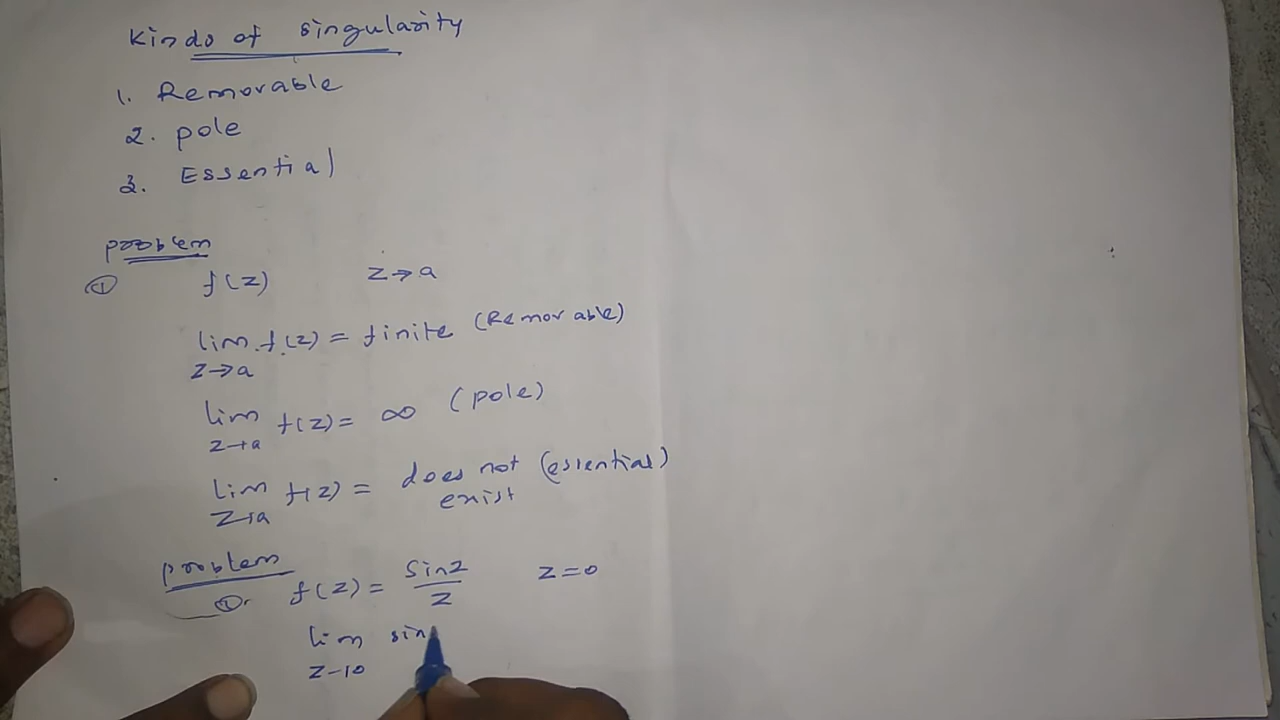 Kinds of singularity
1. Removable
2. pole
3. Essential
problem
① f(z) z→a
lim f(z) = finite (Removable)
z→a
lim f(z) = ∞ (pole)
z→a
lim f(z) = does not exist (essential)
z→a
problem
① f(z) = sinz/z z=0
lim sin
z→0